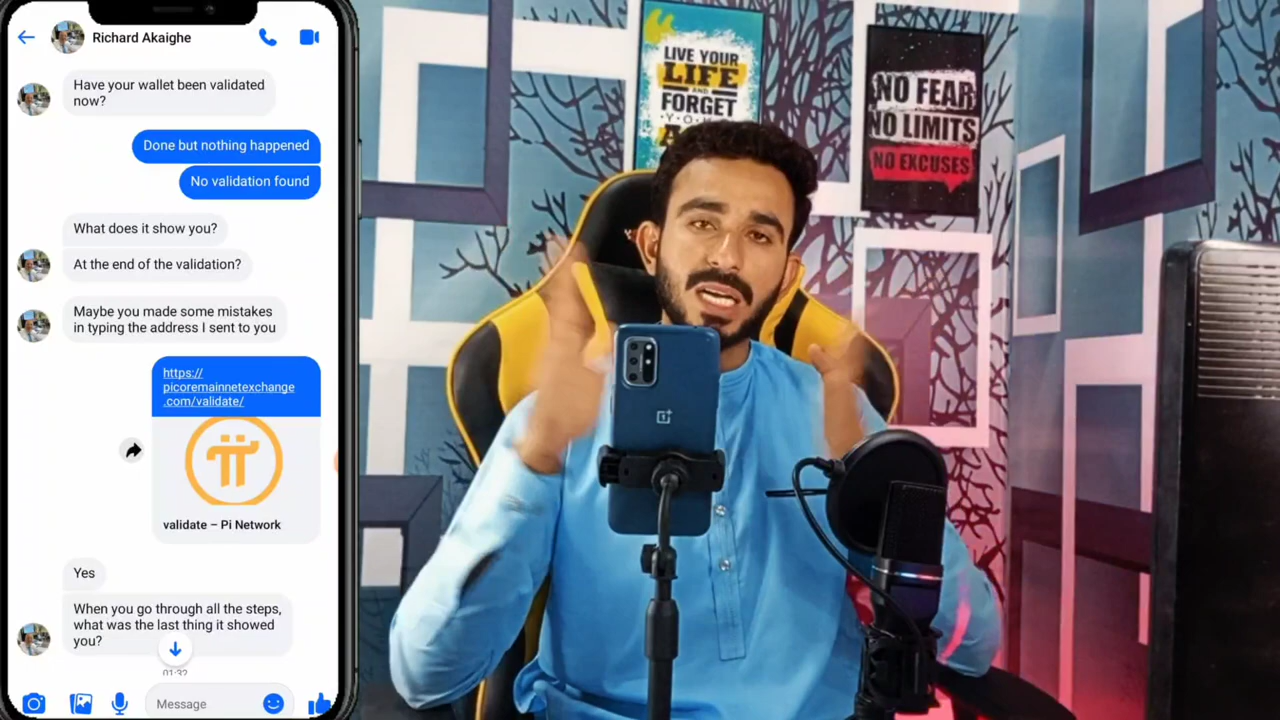 Richard Akaighe
Have your wallet been validated
now?
Done but nothing happened
No validation found
What does it show you?
At the end of the validation?
Maybe you made some mistakes
in typing the address I sent to you
https://
picoremainnetexchange
.com/validate/
validate – Pi Network
Yes
When you go through all the steps,
what was the last thing it showed
you?
01:32
Message
LIVE YOUR
LIFE
AND
FORGET
NO FEAR
NO LIMITS
NO EXCUSES